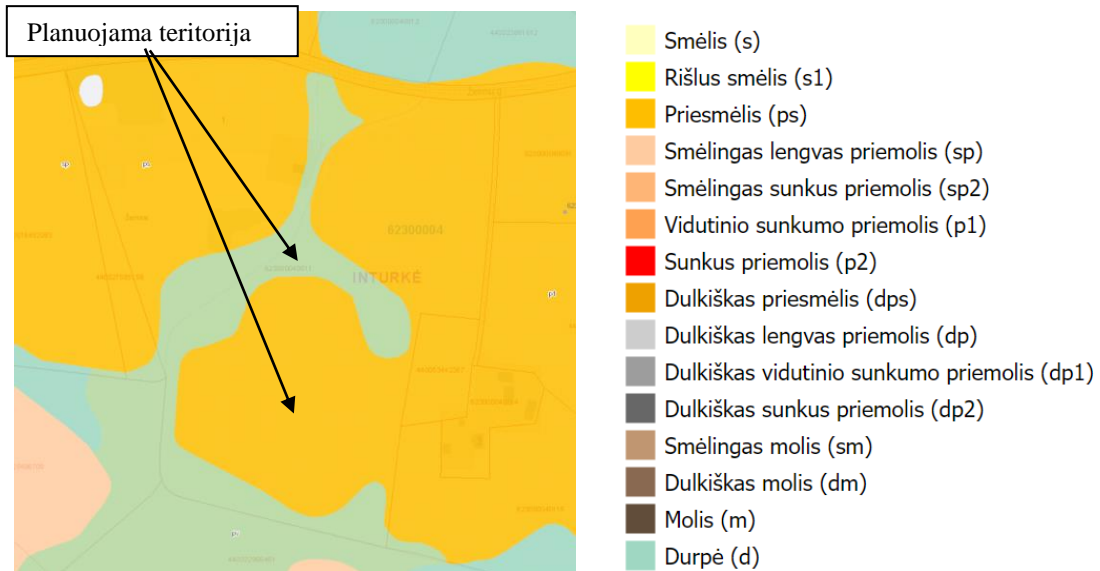 Planuojama teritorija
62300004
INTURKĖ
Smėlis (s)
Rišlus smėlis (s1)
Priesmėlis (ps)
Smėlingas lengvas priemolis (sp)
Smėlingas sunkus priemolis (sp2)
Vidutinio sunkumo priemolis (p1)
Sunkus priemolis (p2)
Dulkiškas priesmėlis (dps)
Dulkiškas lengvas priemolis (dp)
Dulkiškas vidutinio sunkumo priemolis (dp1)
Dulkiškas sunkus priemolis (dp2)
Smėlingas molis (sm)
Dulkiškas molis (dm)
Molis (m)
Durpė (d)